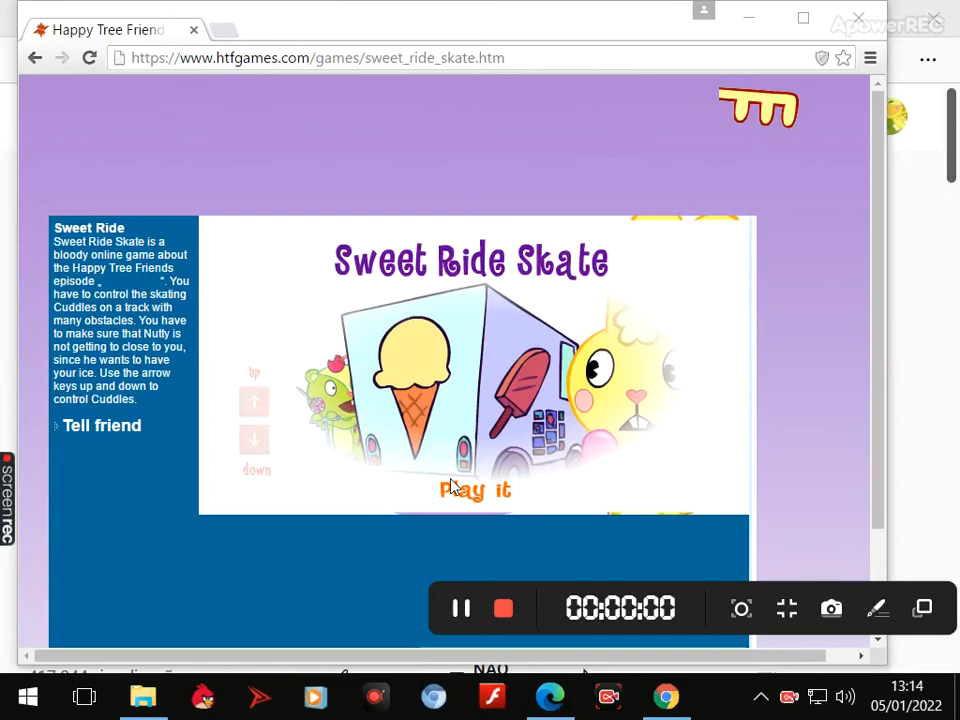 ApowerREC
Happy Tree Friend
https://www.htfgames.com/games/sweet_ride_skate.htm
Sweet Ride
Sweet Ride Skate is a
bloody online game about
the Happy Tree Friends
episode „ “. You
have to control the skating
Cuddles on a track with
many obstacles. You have
to make sure that Nutty is
not getting to close to you,
since he wants to have
your ice. Use the arrow
keys up and down to
control Cuddles.
Tell friend
Sweet Ride Skate
up
down
Play it
screenrec
00:00:00
NÃO
13:14
05/01/2022